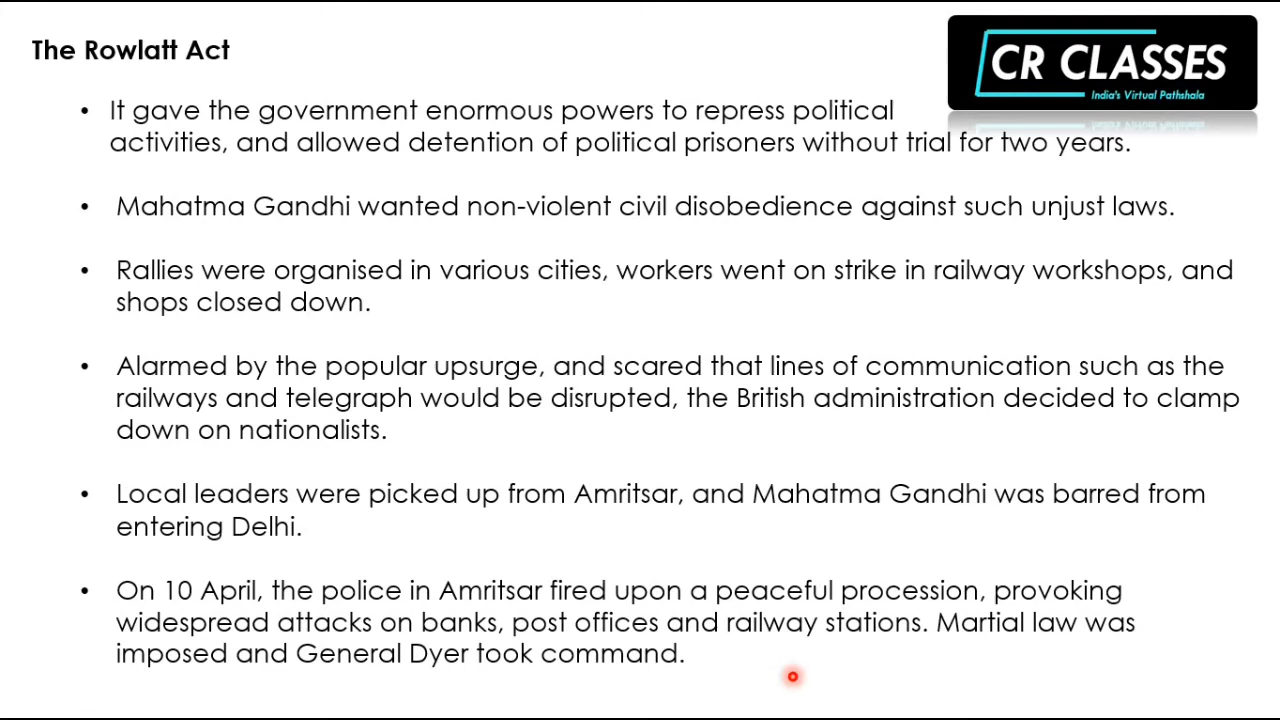 The Rowlatt Act
CR CLASSES
India's Virtual Pathshala
• It gave the government enormous powers to repress political
activities, and allowed detention of political prisoners without trial for two years.
• Mahatma Gandhi wanted non-violent civil disobedience against such unjust laws.
• Rallies were organised in various cities, workers went on strike in railway workshops, and
shops closed down.
• Alarmed by the popular upsurge, and scared that lines of communication such as the
railways and telegraph would be disrupted, the British administration decided to clamp
down on nationalists.
• Local leaders were picked up from Amritsar, and Mahatma Gandhi was barred from
entering Delhi.
• On 10 April, the police in Amritsar fired upon a peaceful procession, provoking
widespread attacks on banks, post offices and railway stations. Martial law was
imposed and General Dyer took command.